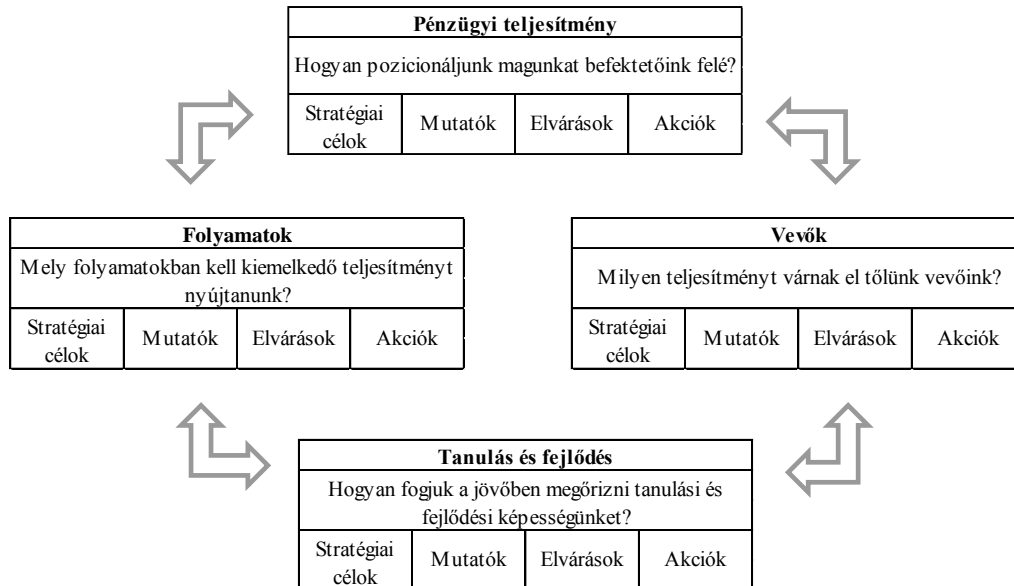 Pénzügyi teljesítmény
Hogyan pozicionáljunk magunkat befektetőink felé?
Stratégiai
célok
Mutatók
Elvárások
Akciók
Folyamatok
Mely folyamatokban kell kiemelkedő teljesítményt
nyújtanunk?
Stratégiai
célok
Mutatók
Elvárások
Akciók
Vevők
Milyen teljesítményt várnak el tőlünk vevőink?
Stratégiai
célok
Mutatók
Elvárások
Akciók
Tanulás és fejlődés
Hogyan fogjuk a jövőben megőrizni tanulási és
fejlődési képességünket?
Stratégiai
célok
Mutatók
Elvárások
Akciók